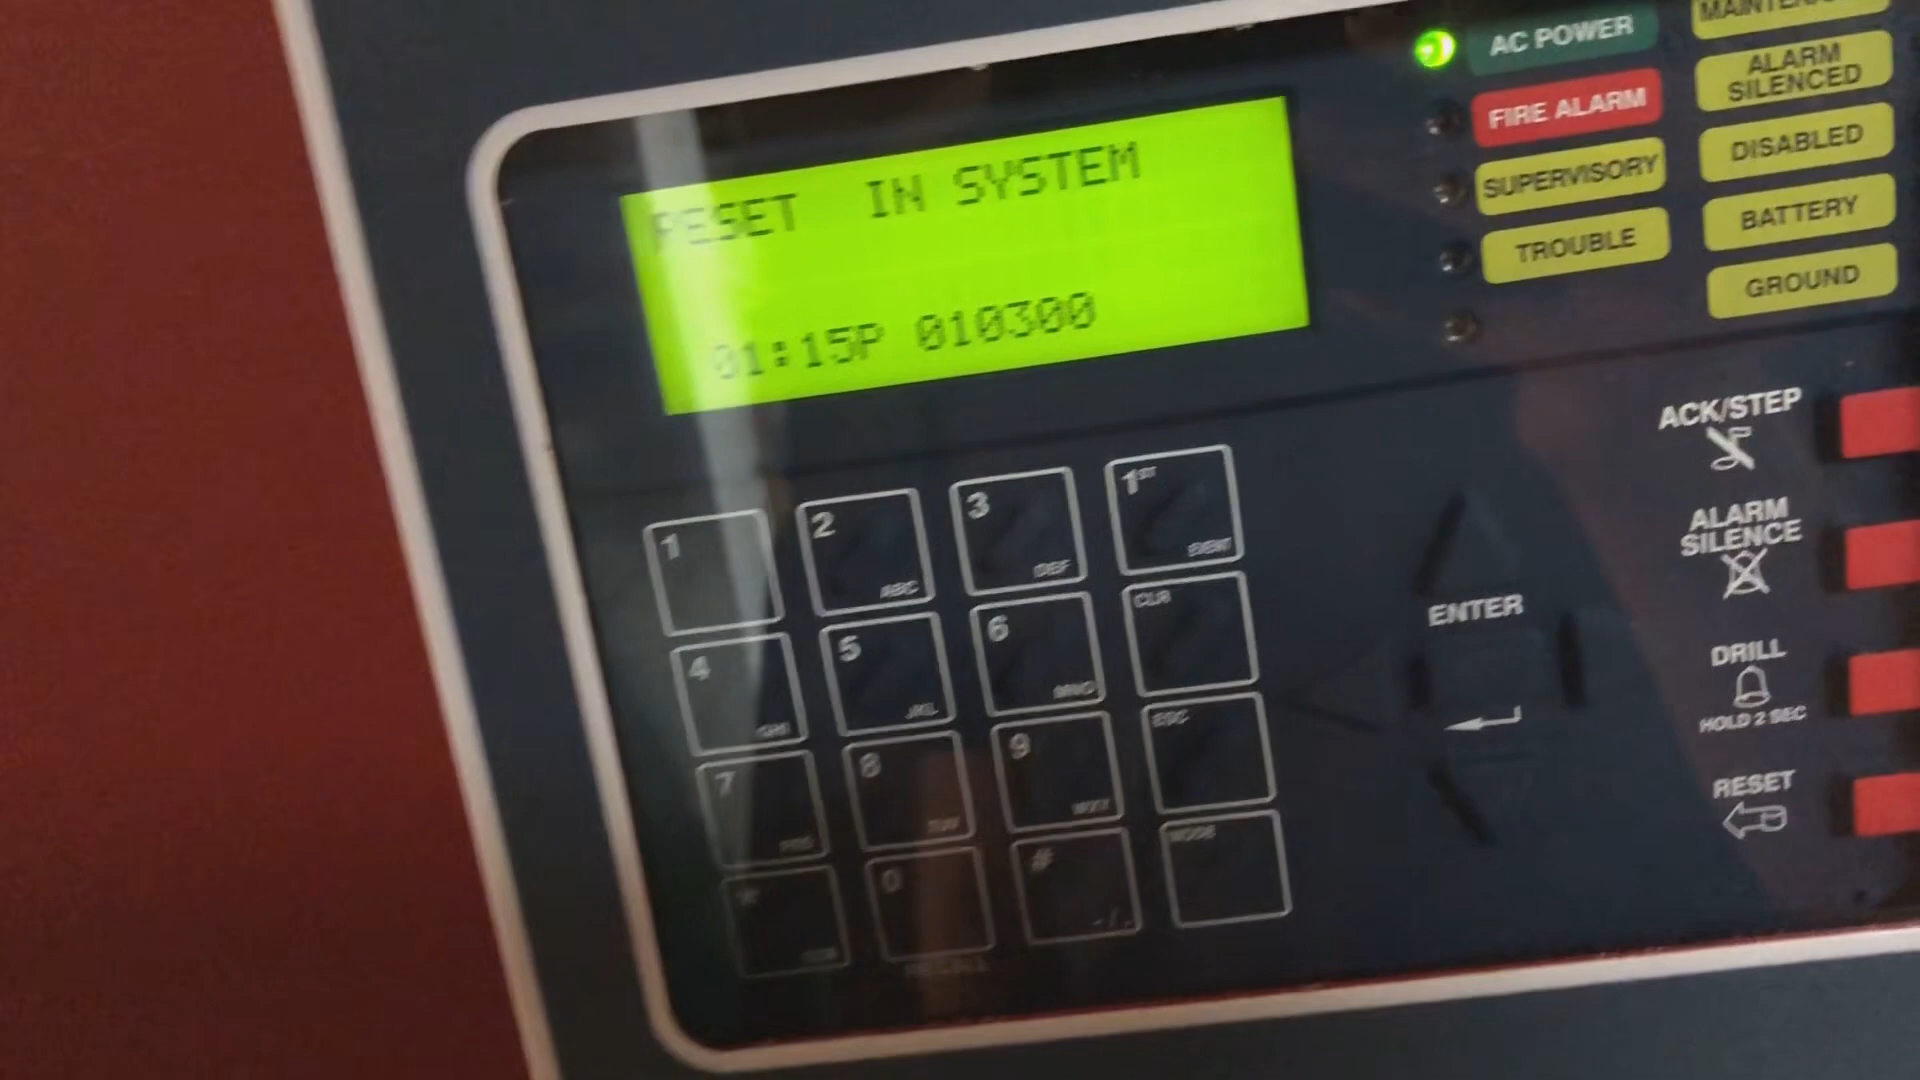 RESET IN SYSTEM
01:15P 010300
AC POWER
FIRE ALARM
SUPERVISORY
TROUBLE
ALARM
SILENCED
DISABLED
BATTERY
GROUND
ACK/STEP
ALARM
SILENCE
DRILL
HOLD 2 SEC
RESET
ENTER
1
2 ABC
3 DEF
1ST EVENT
4 GHI
5 JKL
6 MNO
CLR
7
8 TUV
9 WXY
ESC
*
0
# -/.
MODE
RECALL